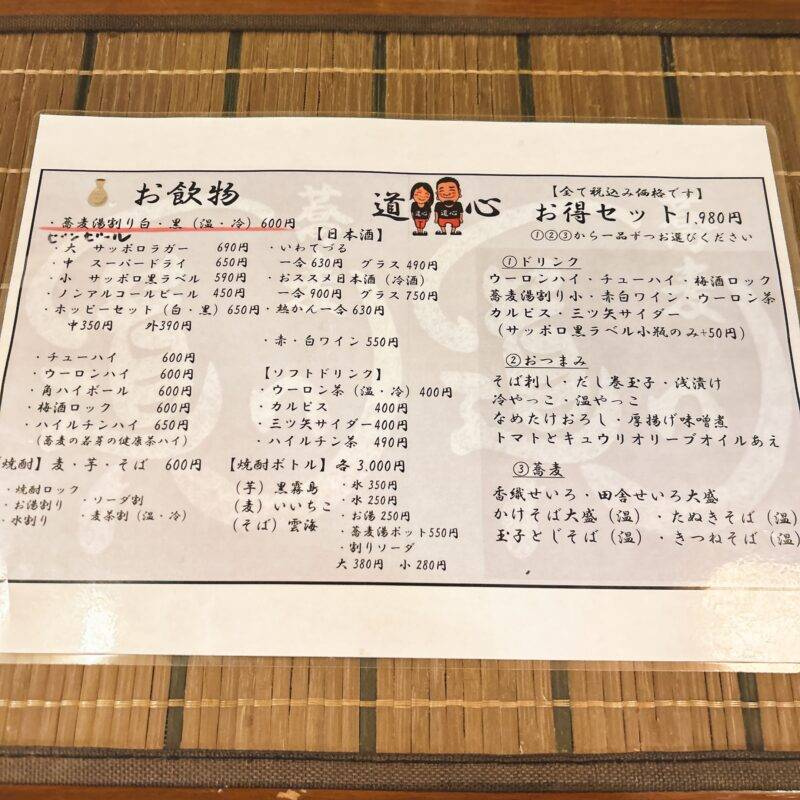 お飲物
・蕎麦湯割り白・黒（温・冷）600円
ビンビール
・大 サッポロラガー 690円
・中 スーパードライ 650円
・小 サッポロ黒ラベル 590円
・ノンアルコールビール 450円
・ホッピーセット（白・黒）650円
中350円 外390円
・チューハイ 600円
・ウーロンハイ 600円
・角ハイボール 600円
・梅酒ロック 600円
・ハイルチンハイ 650円
（蕎麦の若芽の健康茶ハイ）
焼酎】麦・芋・そば 600円
・焼酎ロック
・お湯割り
・水割り
・ソーダ割
・麦茶割（温・冷）
道心
道心
道心
【日本酒】
・いわてづる
一合 630円 グラス 490円
・おススメ日本酒（冷酒）
一合 900円 グラス 750円
・熱かん一合 630円
・赤・白ワイン 550円
【ソフトドリンク】
・ウーロン茶（温・冷）400円
・カルピス 400円
・三ツ矢サイダー 400円
・ハイルチン茶 490円
【焼酎ボトル】各 3,000円
（芋）黒霧島
（麦）いいちこ
（そば）雲海
・氷 350円
・水 250円
・お湯 250円
・蕎麦湯ポット 550円
・割りソーダ
大 380円 小 280円
【全て税込み価格です】
お得セット 1,980円
①②③から一品ずつお選びください
①ドリンク
ウーロンハイ・チューハイ・梅酒ロック
蕎麦湯割り小・赤白ワイン・ウーロン茶
カルピス・三ツ矢サイダー
（サッポロ黒ラベル小瓶のみ+50円）
②おつまみ
そば刺し・だし巻玉子・浅漬け
冷やっこ・温やっこ
なめたけおろし・厚揚げ味噌煮
トマトとキュウリオリーブオイルあえ
③蕎麦
香織せいろ・田舎せいろ大盛
かけそば大盛（温）・たぬきそば（温）
玉子とじそば（温）・きつねそば（温）